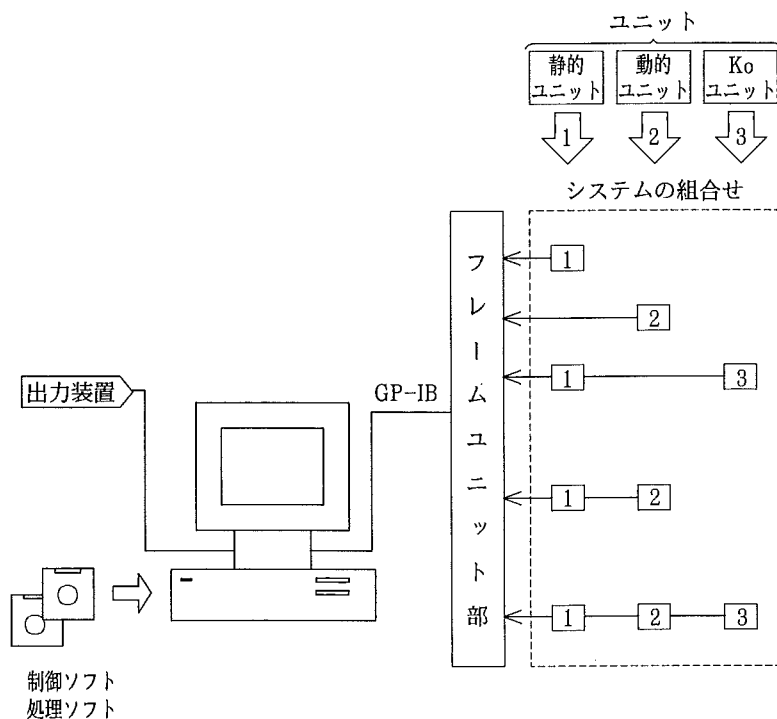 ユニット
静的
ユニット
動的
ユニット
Ko
ユニット
1
2
3
システムの組合せ
フレームユニット部
1
2
1 3
1 2
1 2 3
GP-IB
出力装置
制御ソフト
処理ソフト